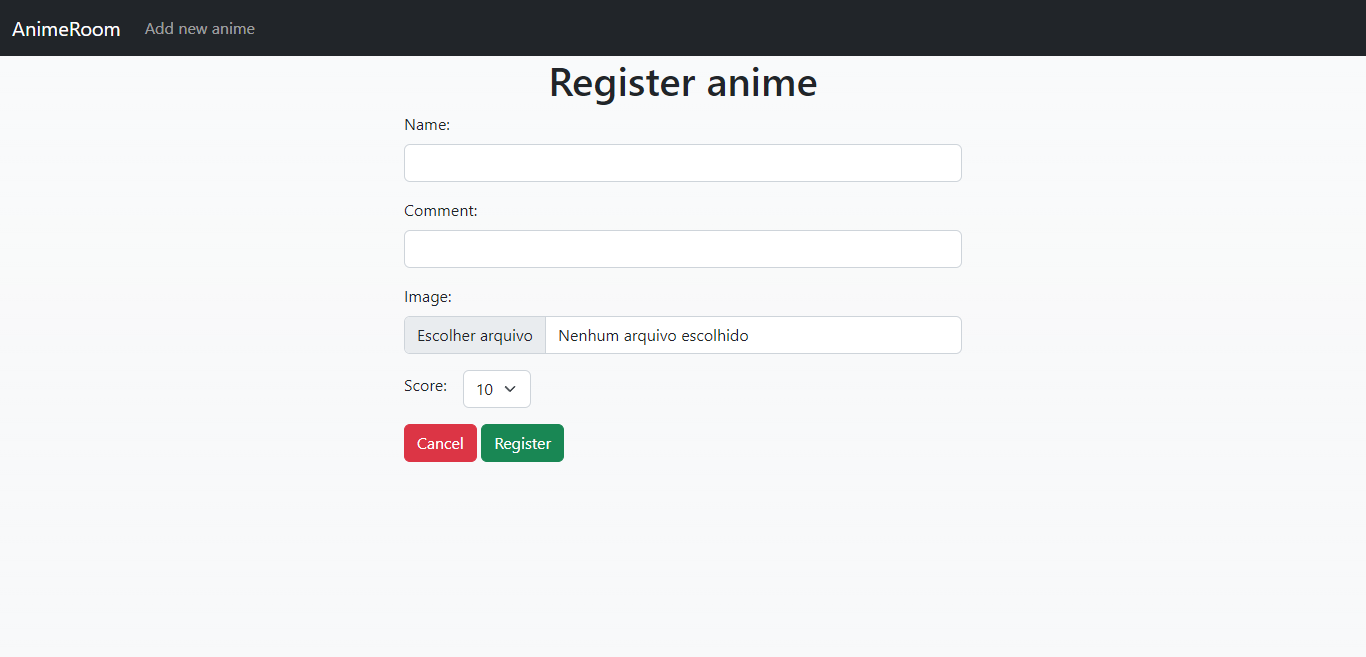 AnimeRoom Add new anime
Register anime
Name:
Comment:
Image:
Escolher arquivo Nenhum arquivo escolhido
Score: 10
Cancel Register